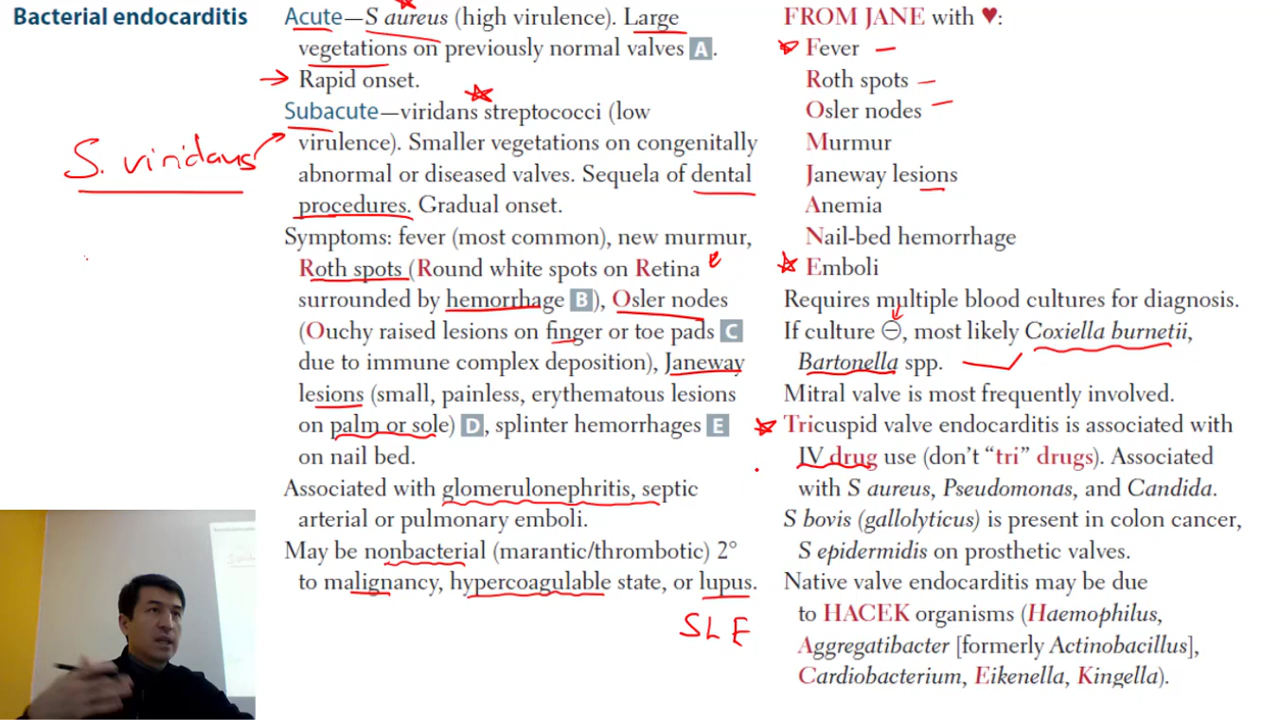 Bacterial endocarditis
Acute—S aureus (high virulence). Large
vegetations on previously normal valves A.
Rapid onset.
Subacute—viridans streptococci (low
virulence). Smaller vegetations on congenitally
abnormal or diseased valves. Sequela of dental
procedures. Gradual onset.
Symptoms: fever (most common), new murmur,
Roth spots (Round white spots on Retina
surrounded by hemorrhage B), Osler nodes
(Ouchy raised lesions on finger or toe pads C
due to immune complex deposition), Janeway
lesions (small, painless, erythematous lesions
on palm or sole) D, splinter hemorrhages E
on nail bed.
Associated with glomerulonephritis, septic
arterial or pulmonary emboli.
May be nonbacterial (marantic/thrombotic) 2°
to malignancy, hypercoagulable state, or lupus.
SLE
S. viridans
FROM JANE with ♥:
Fever
Roth spots
Osler nodes
Murmur
Janeway lesions
Anemia
Nail-bed hemorrhage
Emboli
Requires multiple blood cultures for diagnosis.
If culture ⊖, most likely Coxiella burnetii,
Bartonella spp.
Mitral valve is most frequently involved.
Tricuspid valve endocarditis is associated with
IV drug use (don't "tri" drugs). Associated
with S aureus, Pseudomonas, and Candida.
S bovis (gallolyticus) is present in colon cancer,
S epidermidis on prosthetic valves.
Native valve endocarditis may be due
to HACEK organisms (Haemophilus,
Aggregatibacter [formerly Actinobacillus],
Cardiobacterium, Eikenella, Kingella).